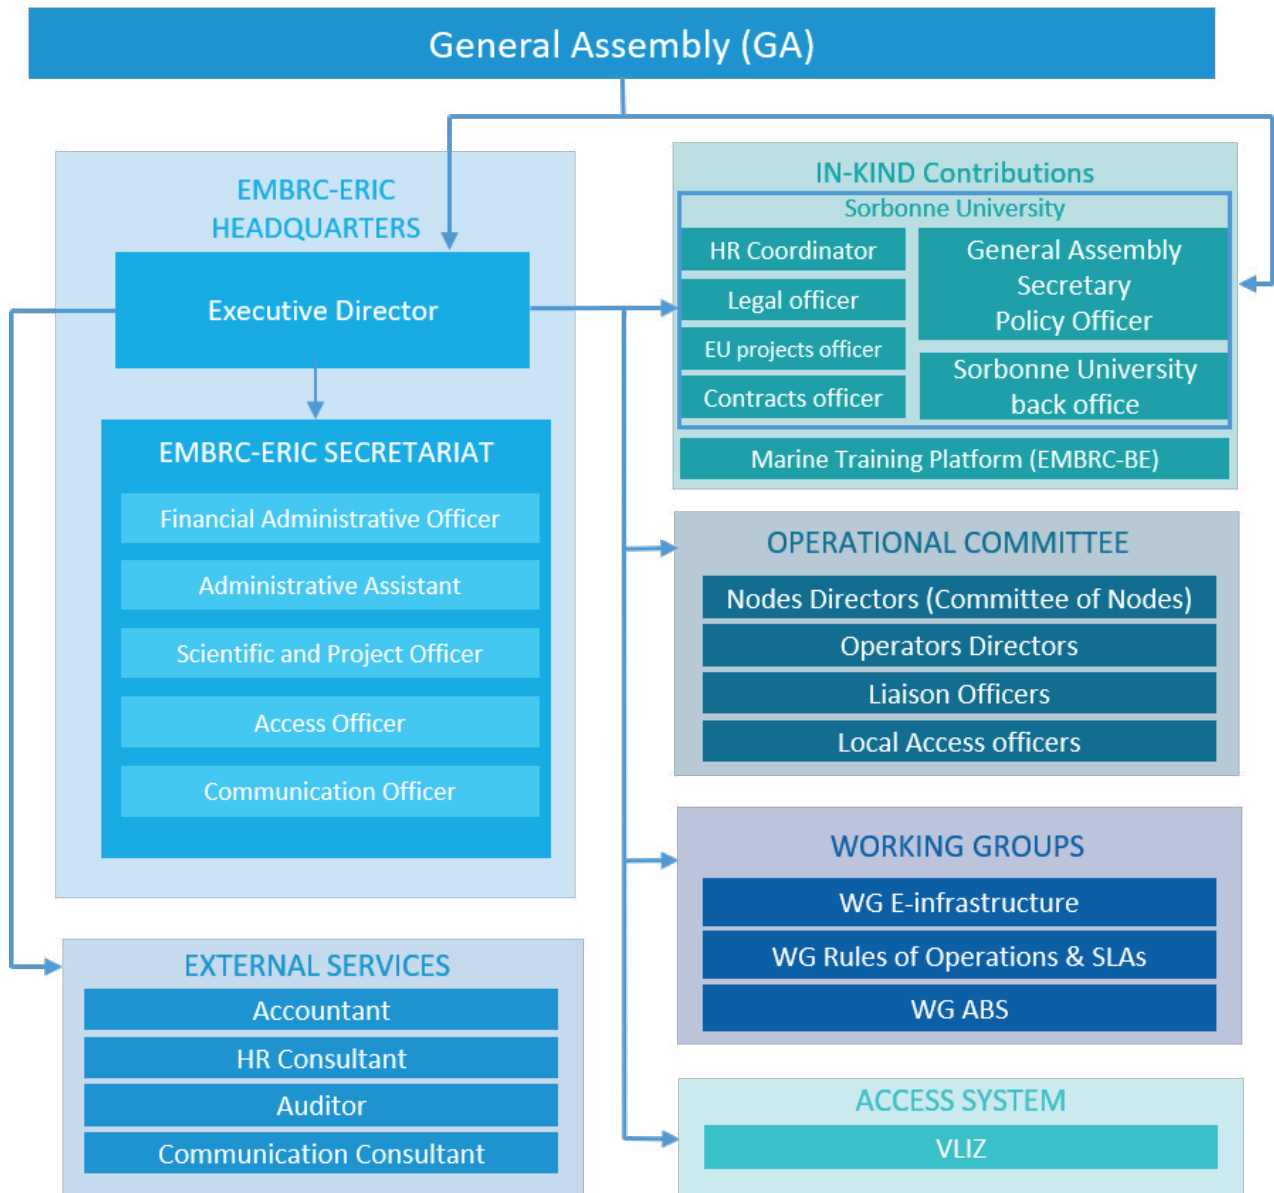 General Assembly (GA)
EMBRC-ERIC
HEADQUARTERS
Executive Director
EMBRC-ERIC SECRETARIAT
Financial Administrative Officer
Administrative Assistant
Scientific and Project Officer
Access Officer
Communication Officer
EXTERNAL SERVICES
Accountant
HR Consultant
Auditor
Communication Consultant
IN-KIND Contributions
Sorbonne University
HR Coordinator
Legal officer
EU projects officer
Contracts officer
General Assembly
Secretary
Policy Officer
Sorbonne University
back office
Marine Training Platform (EMBRC-BE)
OPERATIONAL COMMITTEE
Nodes Directors (Committee of Nodes)
Operators Directors
Liaison Officers
Local Access officers
WORKING GROUPS
WG E-infrastructure
WG Rules of Operations & SLAs
WG ABS
ACCESS SYSTEM
VLIZ